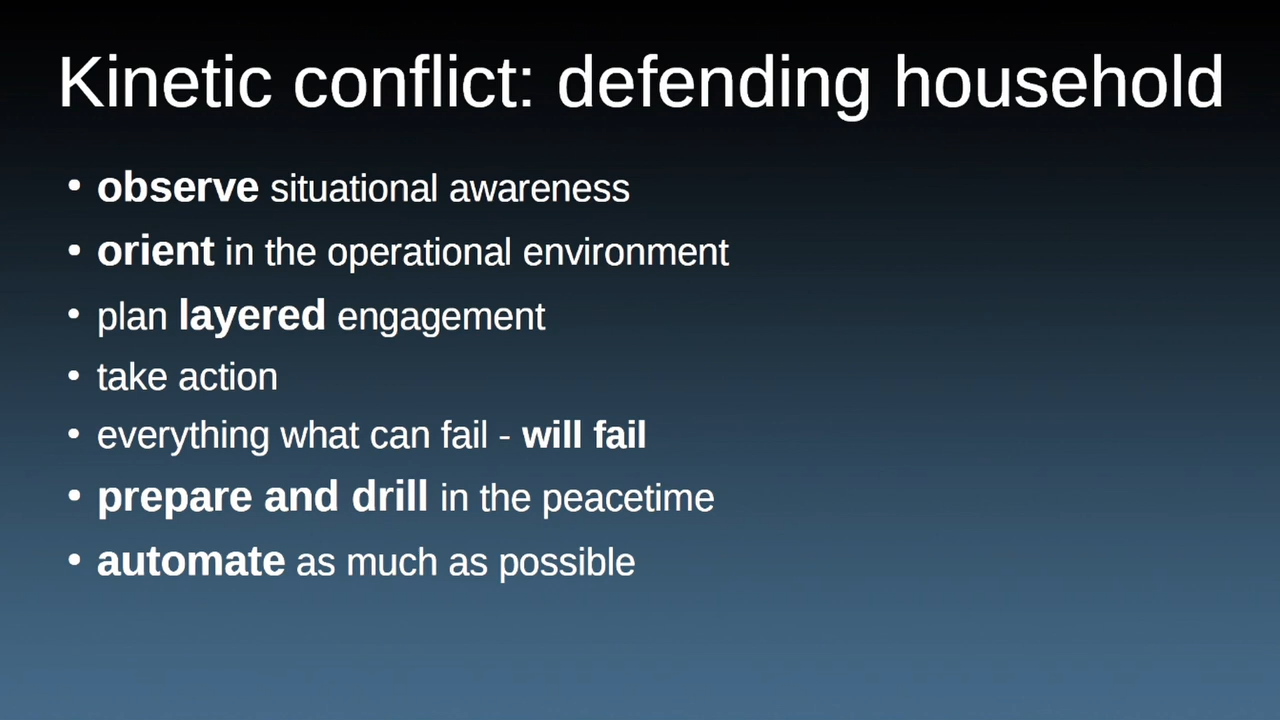 Kinetic conflict: defending household
• observe situational awareness
• orient in the operational environment
• plan layered engagement
• take action
• everything what can fail - will fail
• prepare and drill in the peacetime
• automate as much as possible